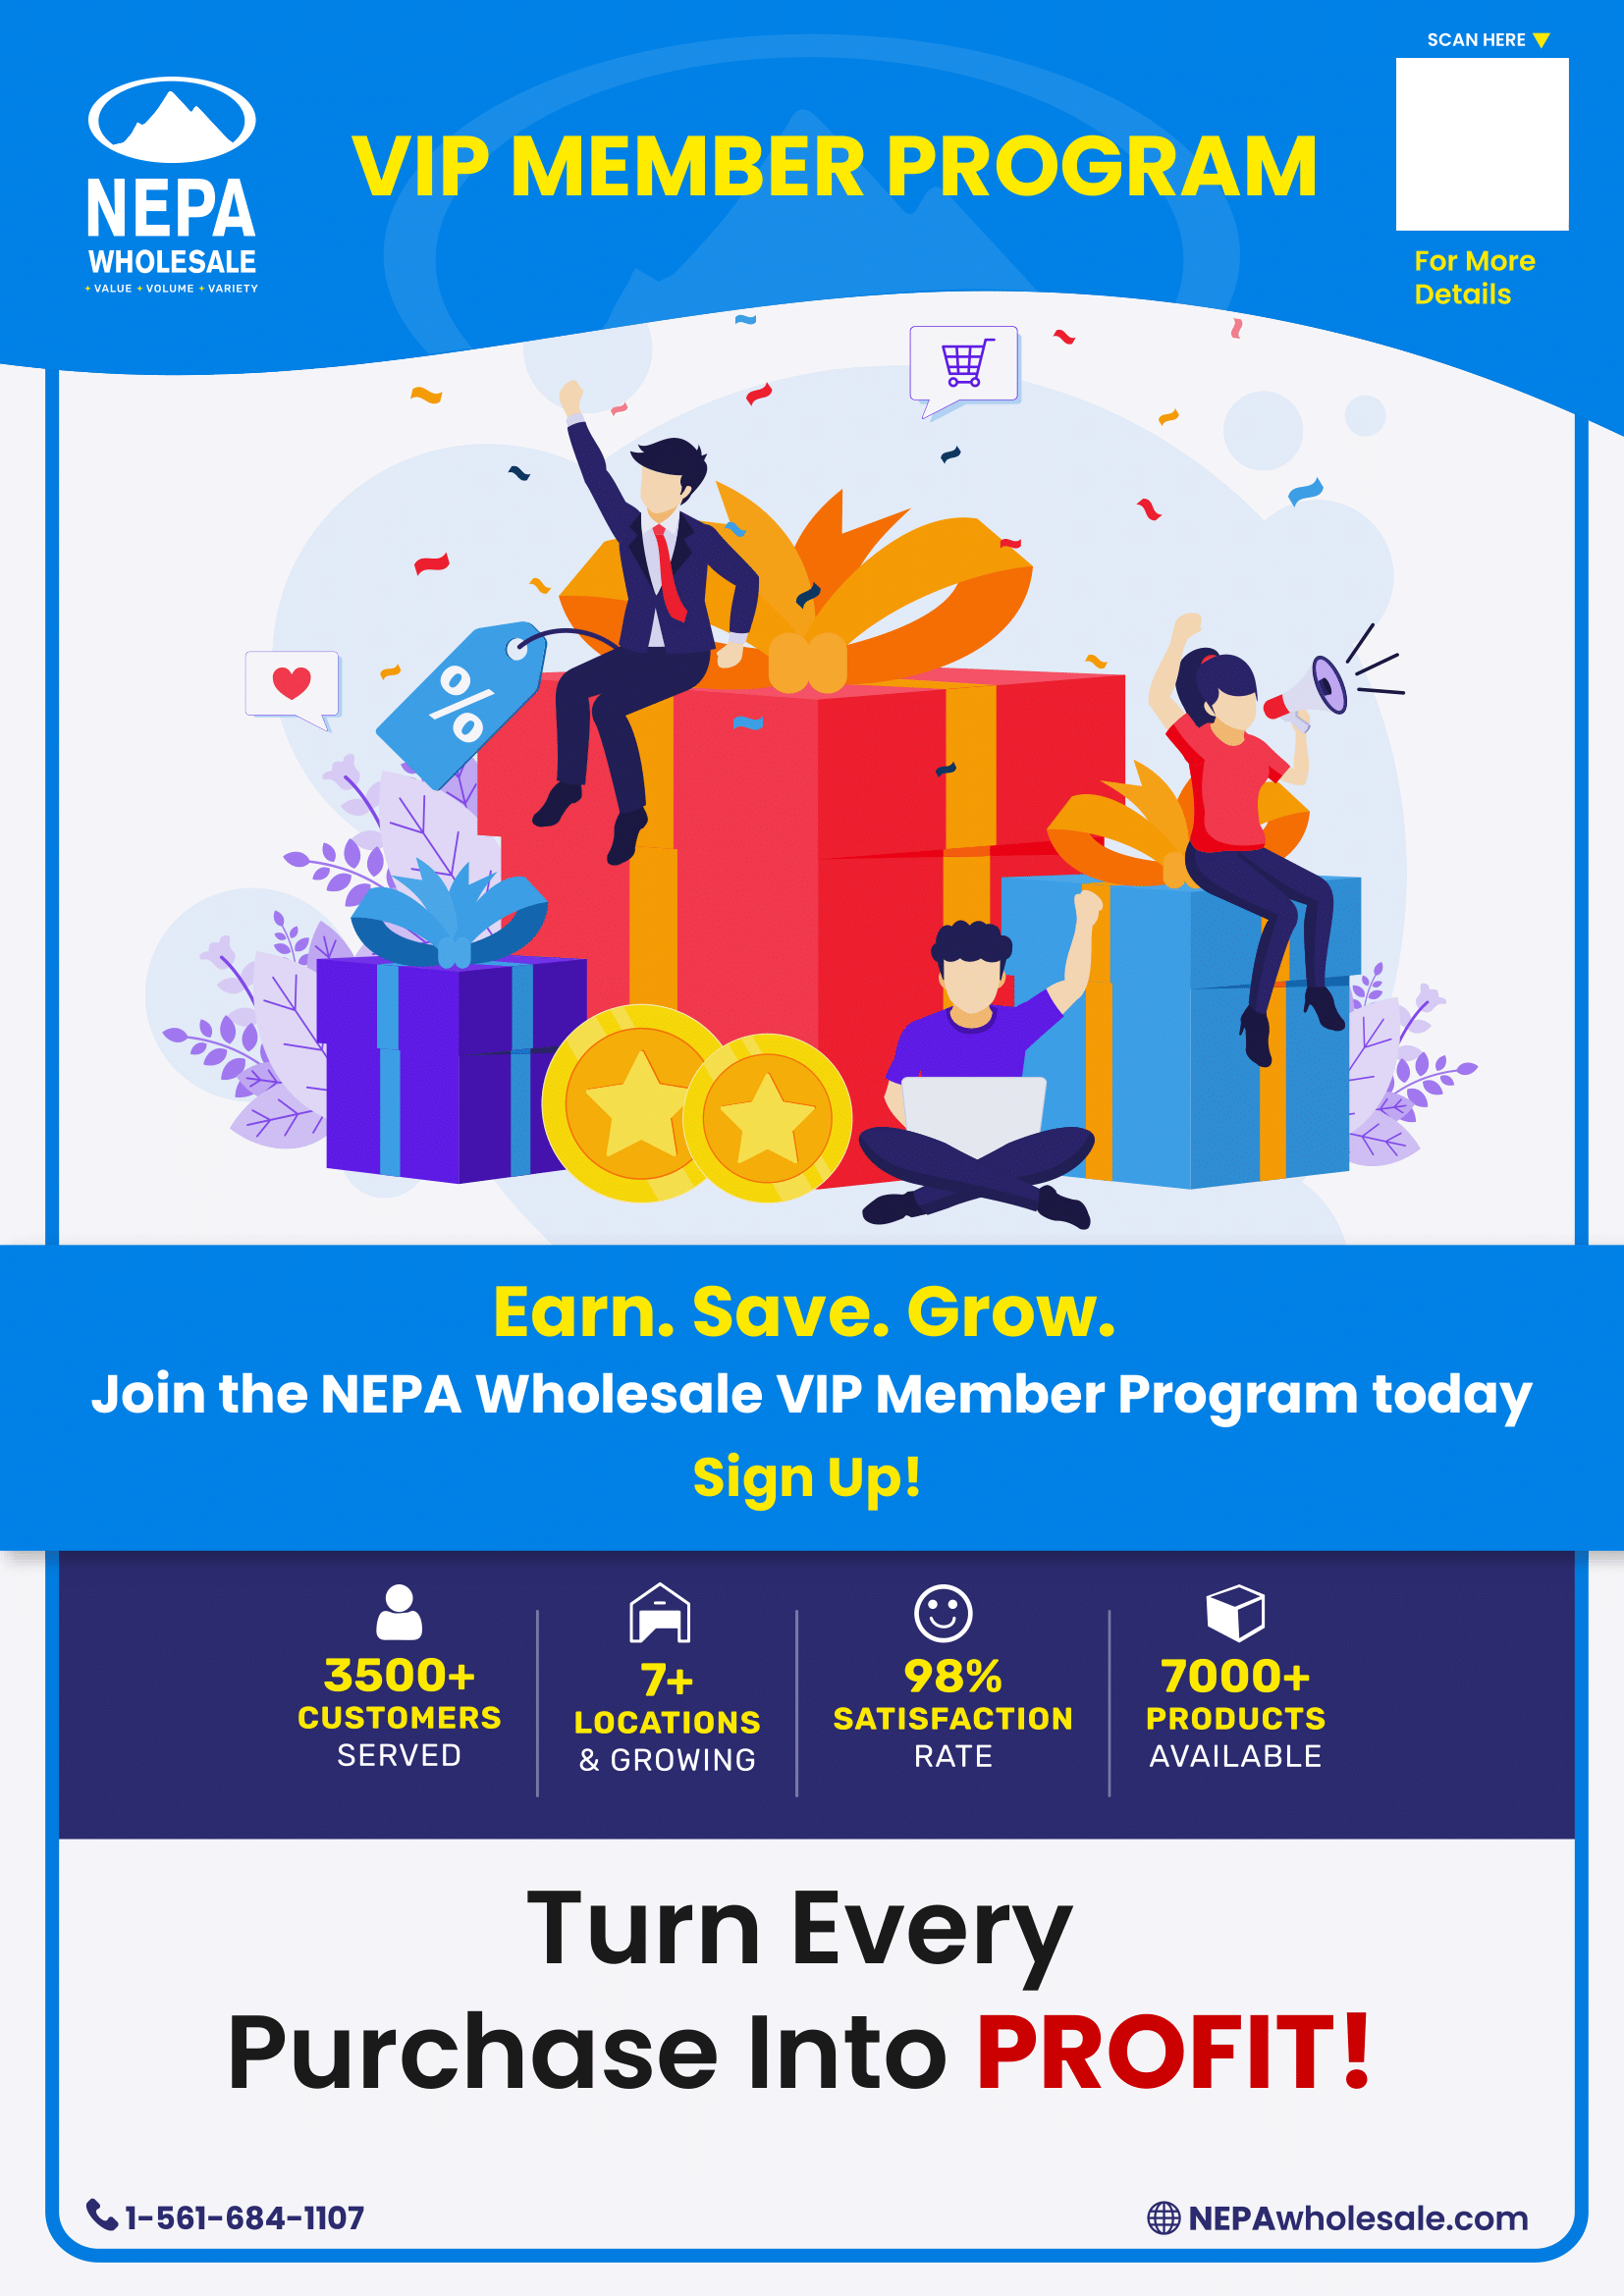 SCAN HERE
NEPA
WHOLESALE
VALUE + VOLUME + VARIETY
VIP MEMBER PROGRAM
For More
Details
%
Earn. Save. Grow.
Join the NEPA Wholesale VIP Member Program today
Sign Up!
3500+
CUSTOMERS
SERVED
7+
LOCATIONS
& GROWING
98%
SATISFACTION
RATE
7000+
PRODUCTS
AVAILABLE
Turn Every
Purchase Into PROFIT!
1-561-684-1107
NEPAwholesale.com